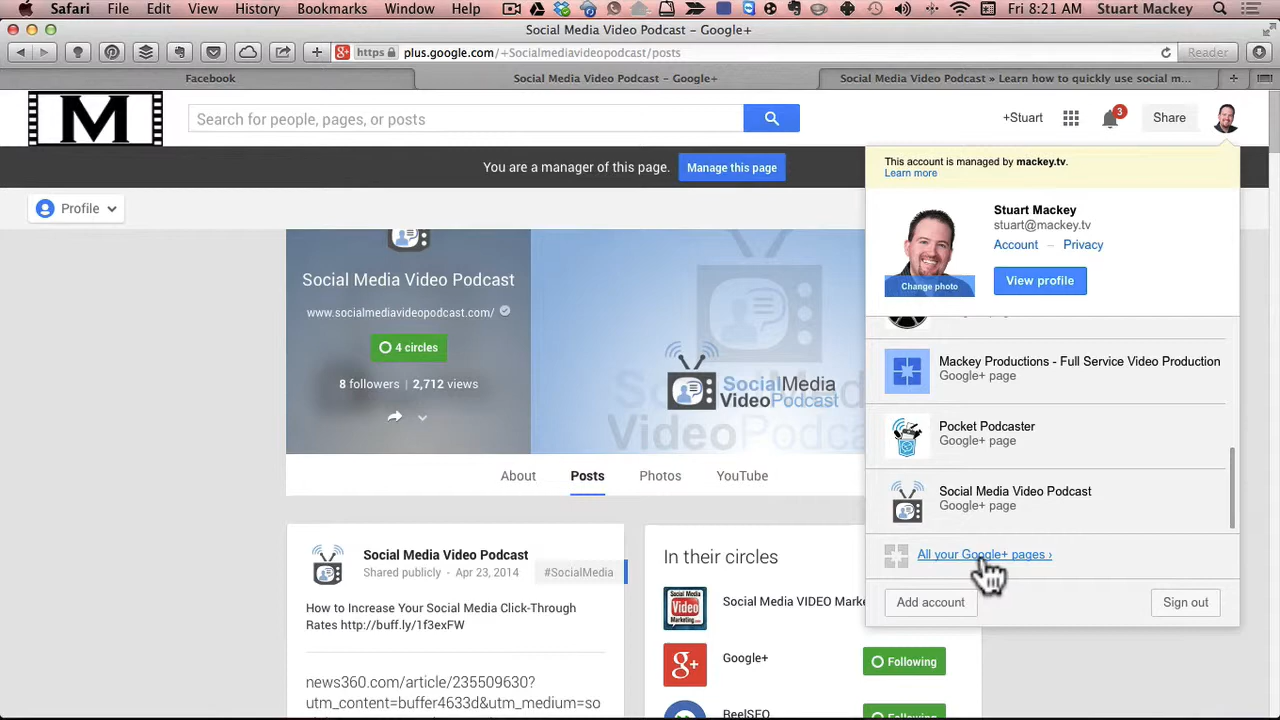 Safari File Edit View History Bookmarks Window Help Fri 8:21 AM Stuart Mackey
Social Media Video Podcast – Google+
https plus.google.com/+Socialmediavideopodcast/posts Reader
Facebook
Social Media Video Podcast – Google+
Social Media Video Podcast » Learn how to quickly use social m...
M
Search for people, pages, or posts
+Stuart
3
Share
You are a manager of this page.
Manage this page
Profile
This account is managed by mackey.tv.
Learn more
Stuart Mackey
stuart@mackey.tv
Account – Privacy
Change photo
View profile
Mackey Productions - Full Service Video Production
Google+ page
Pocket Podcaster
Google+ page
Social Media Video Podcast
Google+ page
All your Google+ pages ›
Add account
Sign out
Social Media Video Podcast
www.socialmediavideopodcast.com/
4 circles
8 followers | 2,712 views
SocialMedia
VideoPodcast
About Posts Photos YouTube
Social Media Video Podcast
Shared publicly - Apr 23, 2014
#SocialMedia
How to Increase Your Social Media Click-Through
Rates http://buff.ly/1f3exFW
news360.com/article/235509630?
utm_content=buffer4633d&utm_medium=so
In their circles
Social Media VIDEO Marke
Google+
Following
ReelSEO